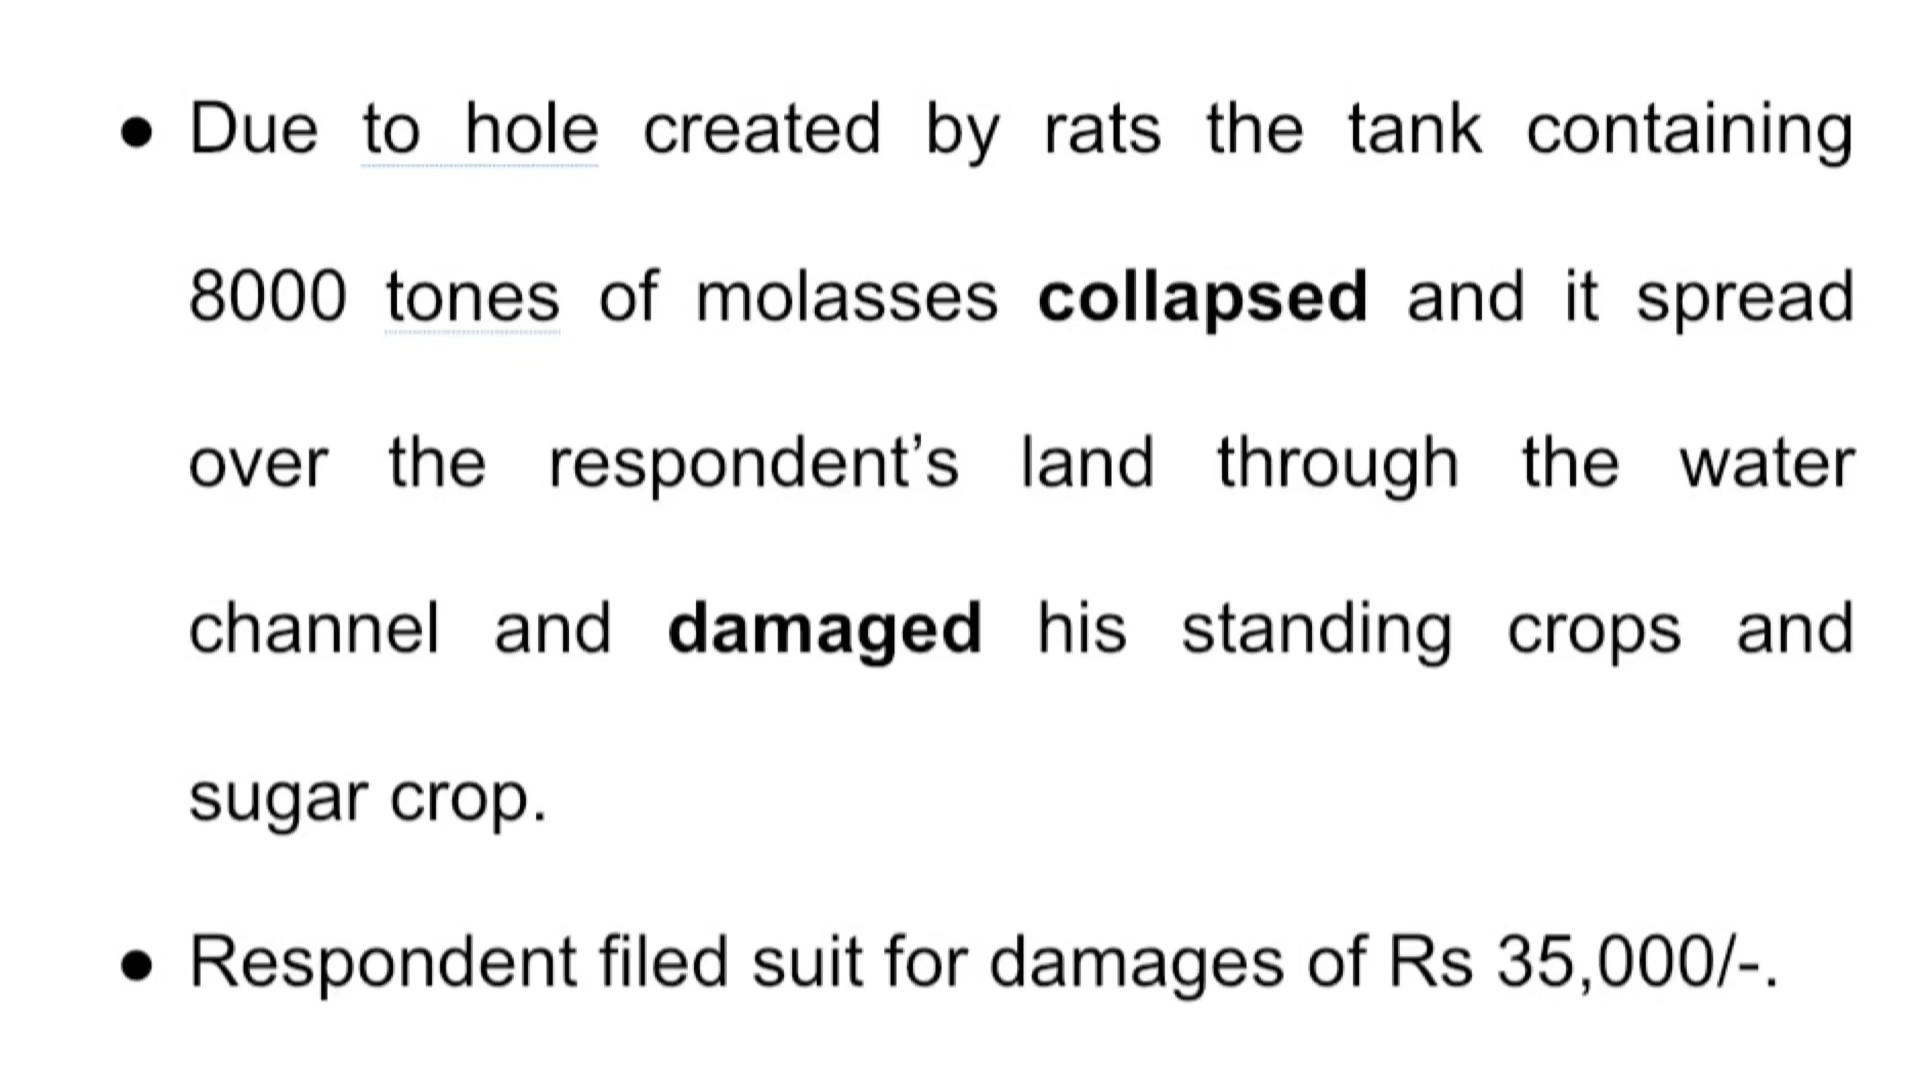 ● Due to hole created by rats the tank containing
8000 tones of molasses collapsed and it spread
over the respondent’s land through the water
channel and damaged his standing crops and
sugar crop.
● Respondent filed suit for damages of Rs 35,000/-.